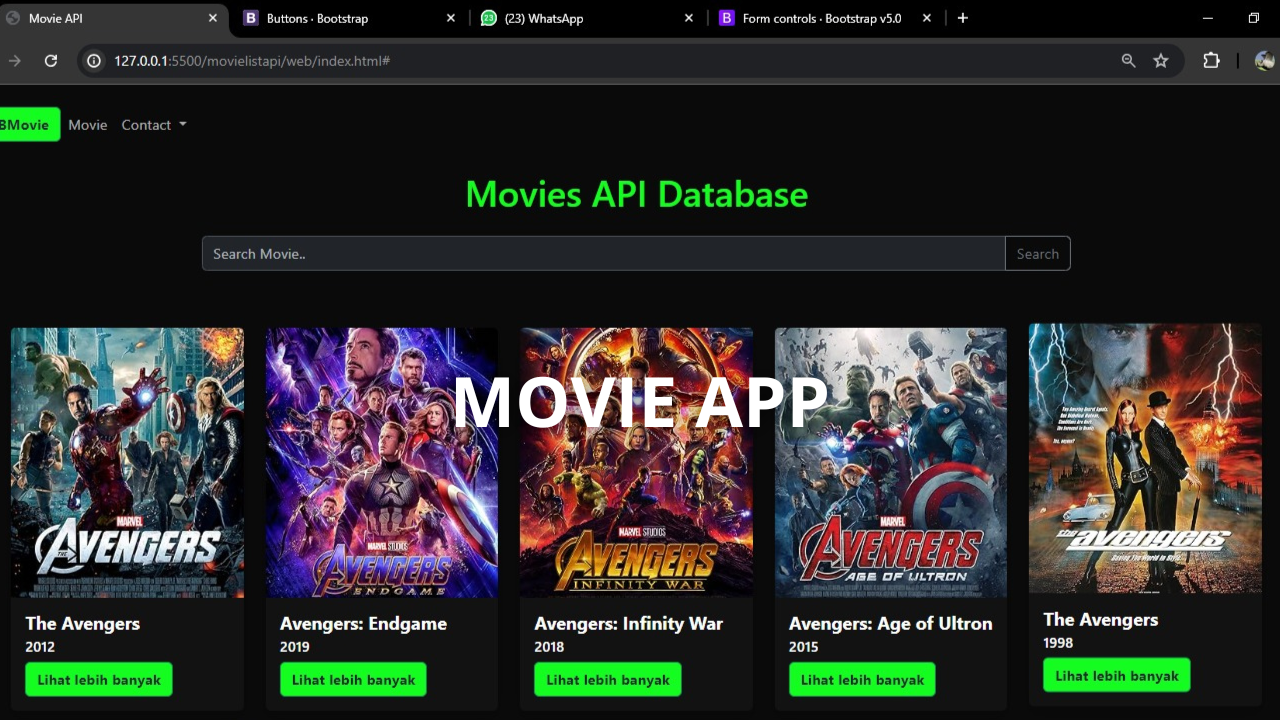 Movie API
Buttons · Bootstrap
(23) WhatsApp
Form controls · Bootstrap v5.0
127.0.0.1:5500/movielistapi/web/index.html#
BMovie
Movie
Contact
Movies API Database
Search Movie..
Search
MOVIE APP
MARVEL
THE AVENGERS
MARVEL STUDIOS
AVENGERS
ENDGAME
MARVEL STUDIOS
AVENGERS
INFINITY WAR
MARVEL
AVENGERS
AGE OF ULTRON
the avengers
Saving The World In Style.
The Avengers
2012
Lihat lebih banyak
Avengers: Endgame
2019
Lihat lebih banyak
Avengers: Infinity War
2018
Lihat lebih banyak
Avengers: Age of Ultron
2015
Lihat lebih banyak
The Avengers
1998
Lihat lebih banyak